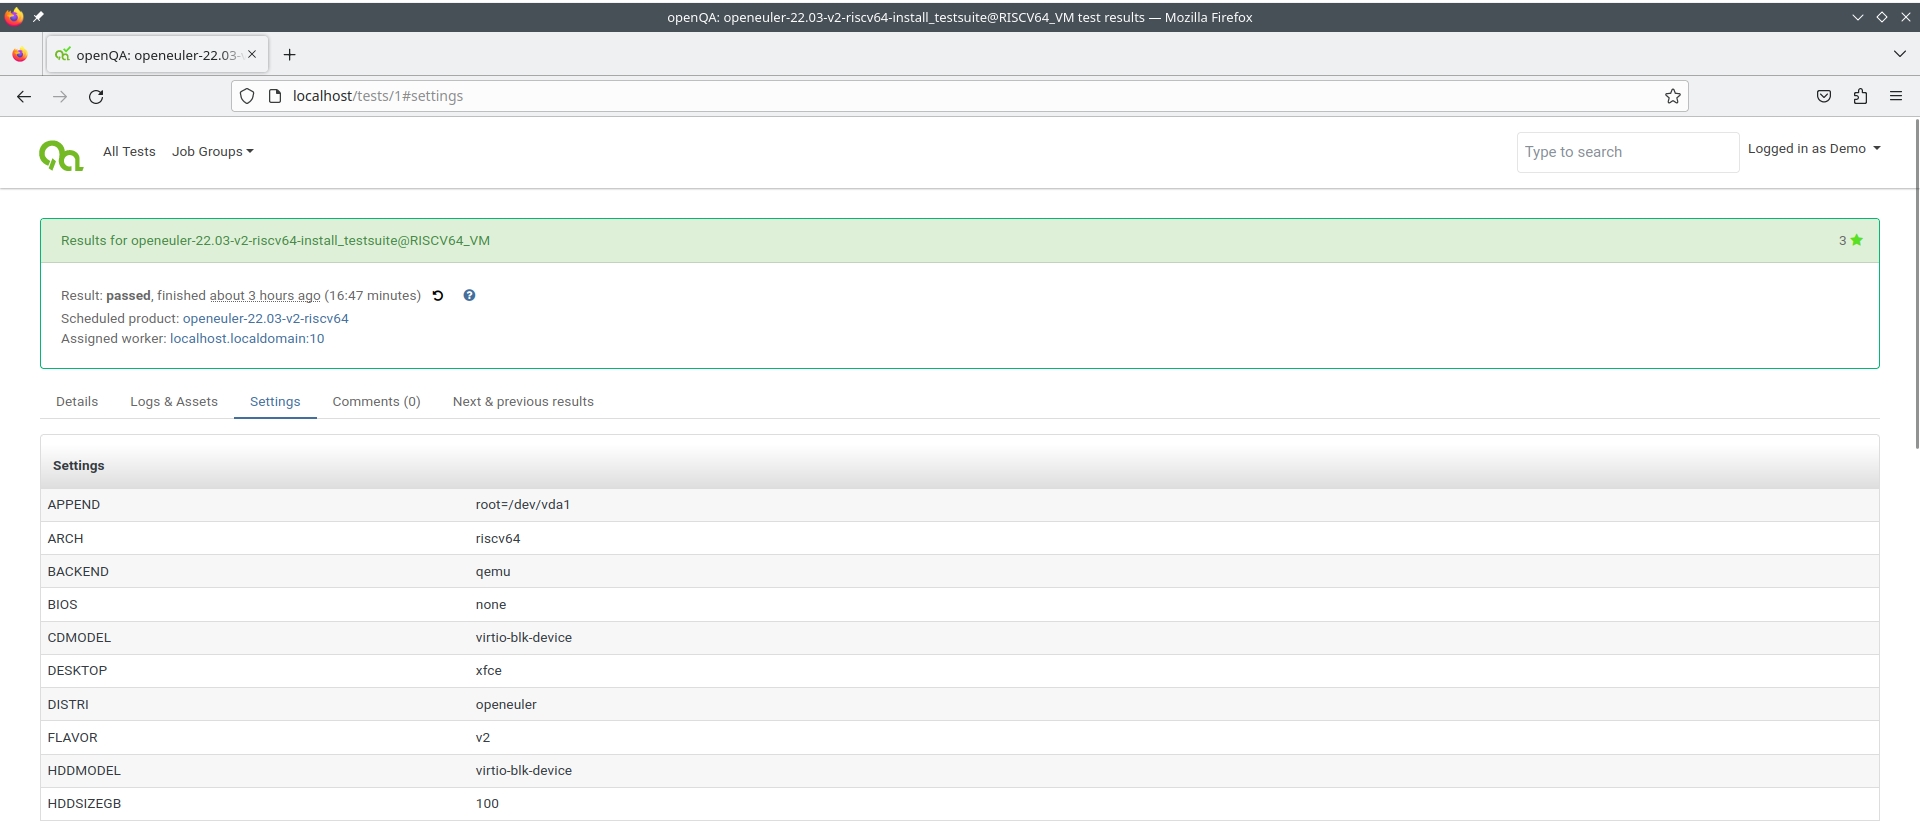 openQA: openeuler-22.03-v2-riscv64-install_testsuite@RISCV64_VM test results — Mozilla Firefox
openQA: openeuler-22.03-
localhost/tests/1#settings
All Tests Job Groups Type to search Logged in as Demo
Results for openeuler-22.03-v2-riscv64-install_testsuite@RISCV64_VM 3
Result: passed, finished about 3 hours ago (16:47 minutes)
Scheduled product: openeuler-22.03-v2-riscv64
Assigned worker: localhost.localdomain:10
Details Logs & Assets Settings Comments (0) Next & previous results
Settings
APPEND root=/dev/vda1
ARCH riscv64
BACKEND qemu
BIOS none
CDMODEL virtio-blk-device
DESKTOP xfce
DISTRI openeuler
FLAVOR v2
HDDMODEL virtio-blk-device
HDDSIZEGB 100